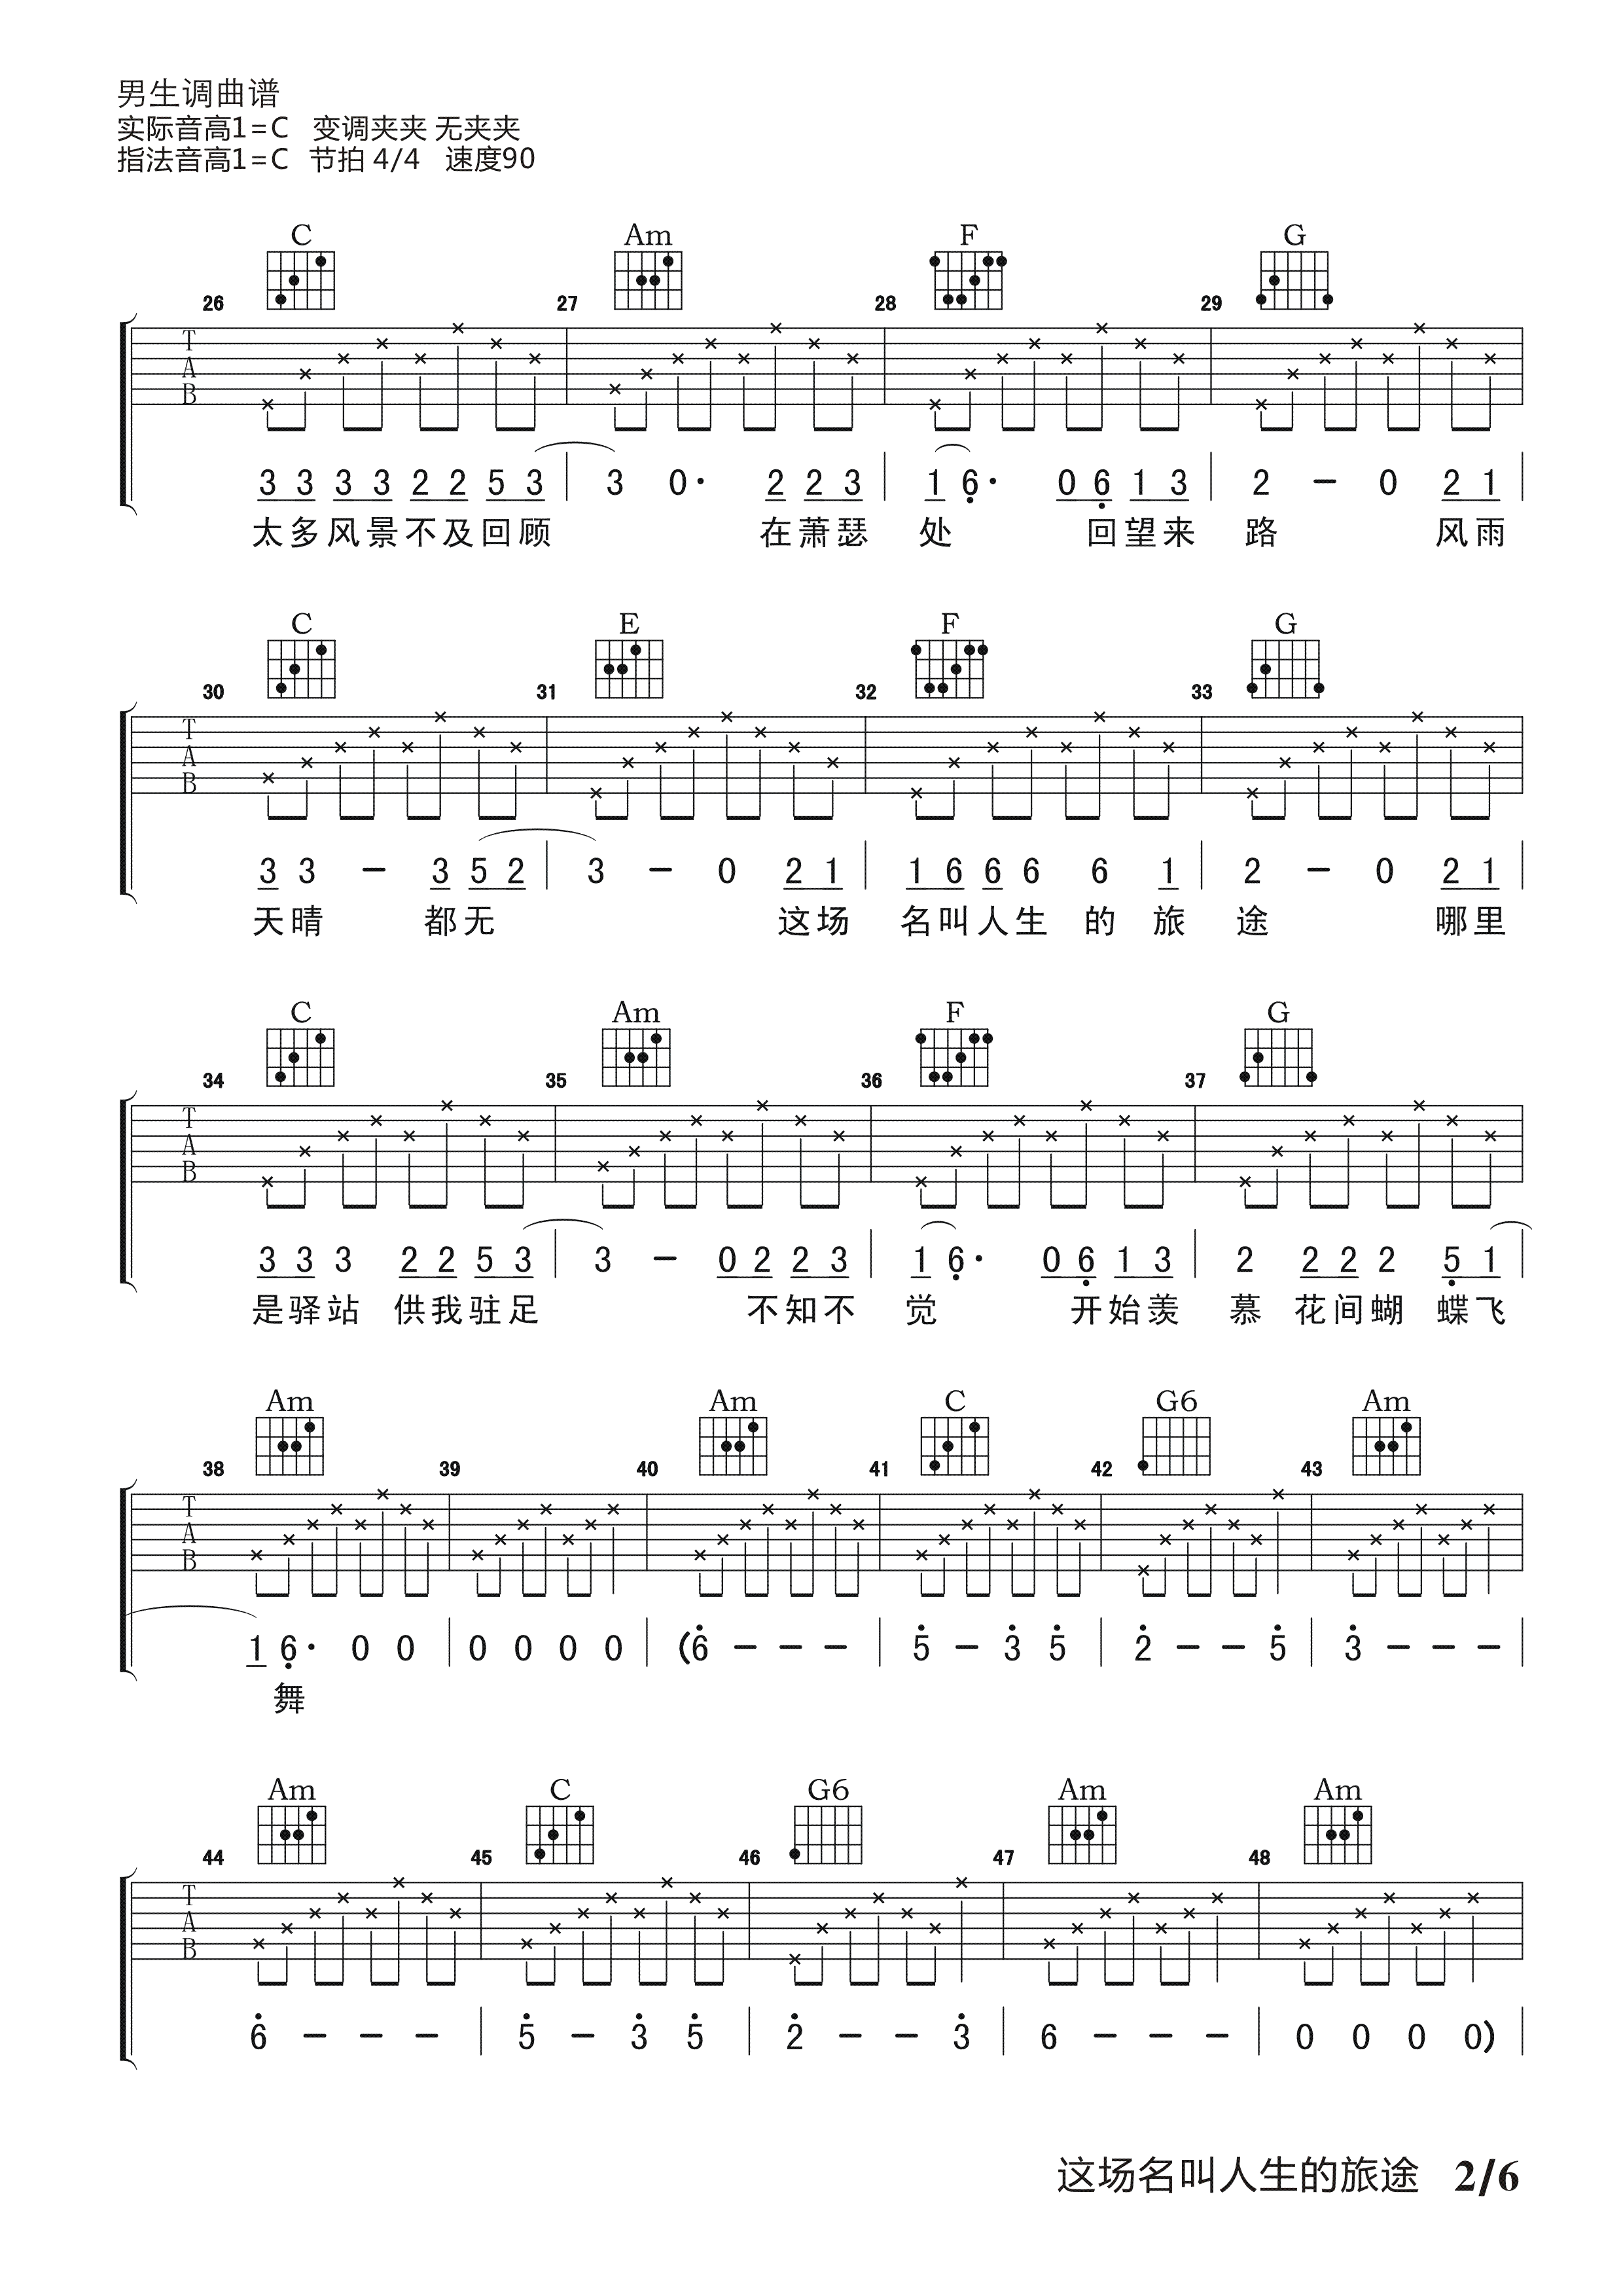 男生调曲谱
实际音高1=C 变调夹夹 无夹夹
指法音高1=C 节拍 4/4 速度90
C Am F G
26 27 28 29
T
A
B
3 3 3 3 2 2 5 3 | 3 0· 2 2 3 | 1 6· 0 6 1 3 | 2 – 0 2 1 |
太多风景不及回顾 在萧瑟 处 回望来 路 风雨
C E F G
30 31 32 33
T
A
B
3 3 – 3 5 2 | 3 – 0 2 1 | 1 6 6 6 6 1 | 2 – 0 2 1 |
天晴 都无 这场 名叫人生 的 旅 途 哪里
C Am F G
34 35 36 37
T
A
B
3 3 3 2 2 5 3 | 3 – 0 2 2 3 | 1 6· 0 6 1 3 | 2 2 2 2 5 1 |
是驿站 供我驻足 不知不 觉 开始羡 慕 花间蝴 蝶飞
Am Am C G6 Am
38 39 40 41 42 43
T
A
B
1 6· 0 0 | 0 0 0 0 | (6 – – – | 5 – 3 5 | 2 – – 5 | 3 – – – |
舞
Am C G6 Am Am
44 45 46 47 48
T
A
B
6 – – – | 5 – 3 5 | 2 – – 3 | 6 – – – | 0 0 0 0) |
这场名叫人生的旅途 2/6